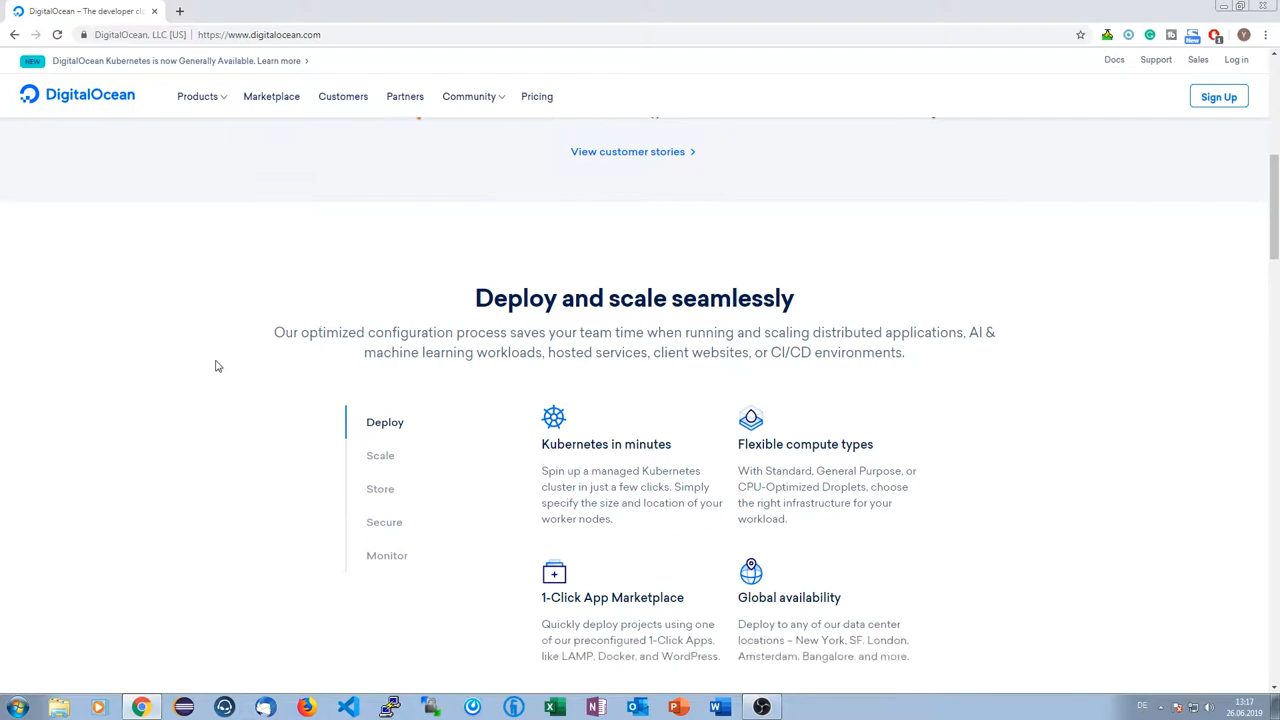 DigitalOcean – The developer cl
DigitalOcean, LLC [US] | https://www.digitalocean.com
New
1
Y
NEW DigitalOcean Kubernetes is now Generally Available. Learn more
Docs Support Sales Log in
DigitalOcean
Products Marketplace Customers Partners Community Pricing
Sign Up
View customer stories
Deploy and scale seamlessly
Our optimized configuration process saves your team time when running and scaling distributed applications, AI &
machine learning workloads, hosted services, client websites, or CI/CD environments.
Deploy
Scale
Store
Secure
Monitor
Kubernetes in minutes
Spin up a managed Kubernetes
cluster in just a few clicks. Simply
specify the size and location of your
worker nodes.
Flexible compute types
With Standard, General Purpose, or
CPU-Optimized Droplets, choose
the right infrastructure for your
workload.
1-Click App Marketplace
Quickly deploy projects using one
of our preconfigured 1-Click Apps,
like LAMP, Docker, and WordPress.
Global availability
Deploy to any of our data center
locations – New York, SF, London,
Amsterdam, Bangalore, and more.
DE
13:17
26.06.2019